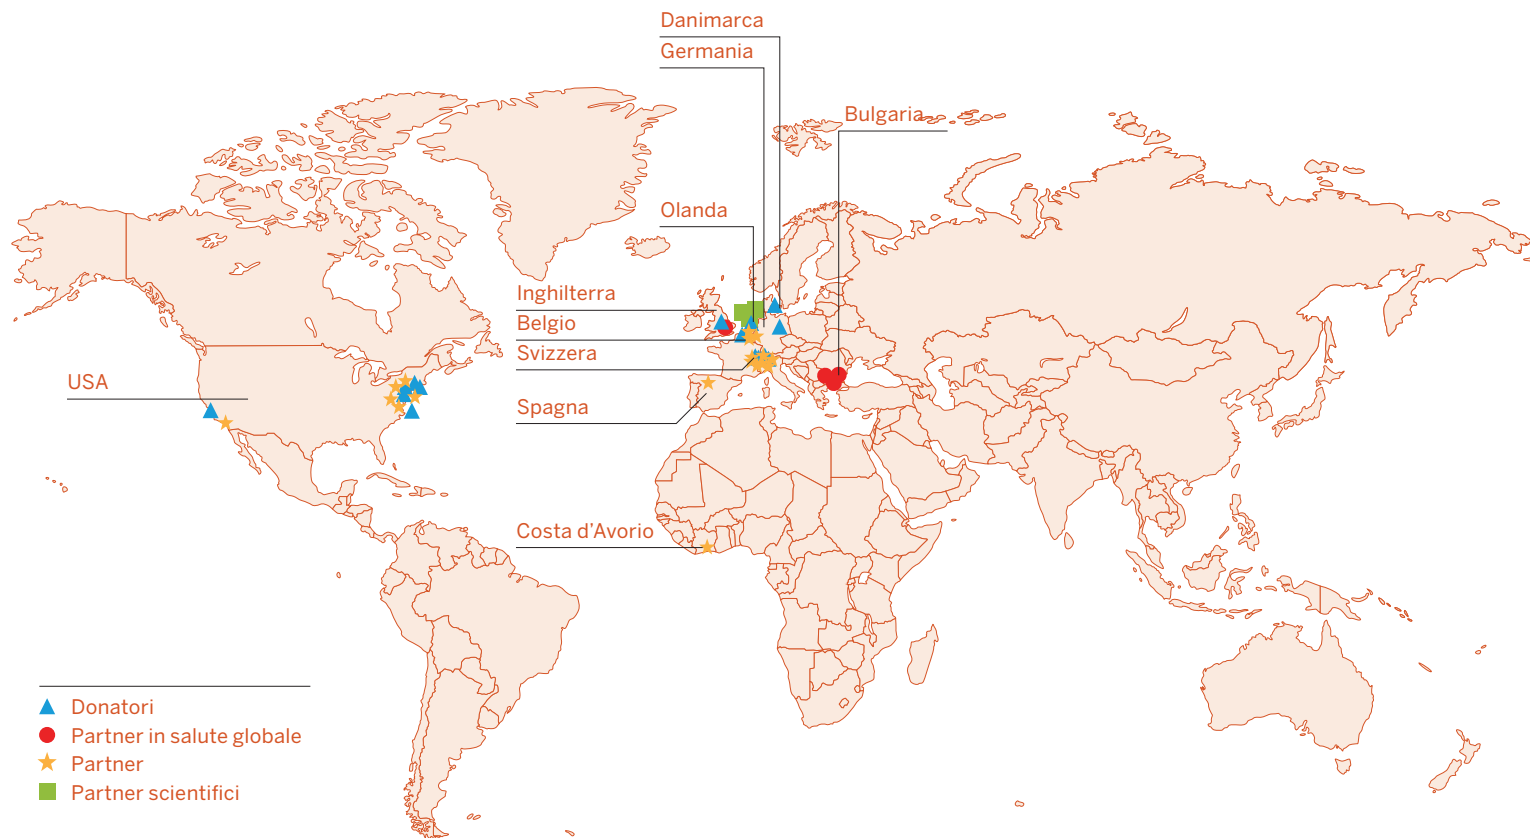 Danimarca
Germania
Bulgaria
Olanda
Inghilterra
Belgio
Svizzera
USA
Spagna
Costa d'Avorio
Donatori
Partner in salute globale
Partner
Partner scientifici